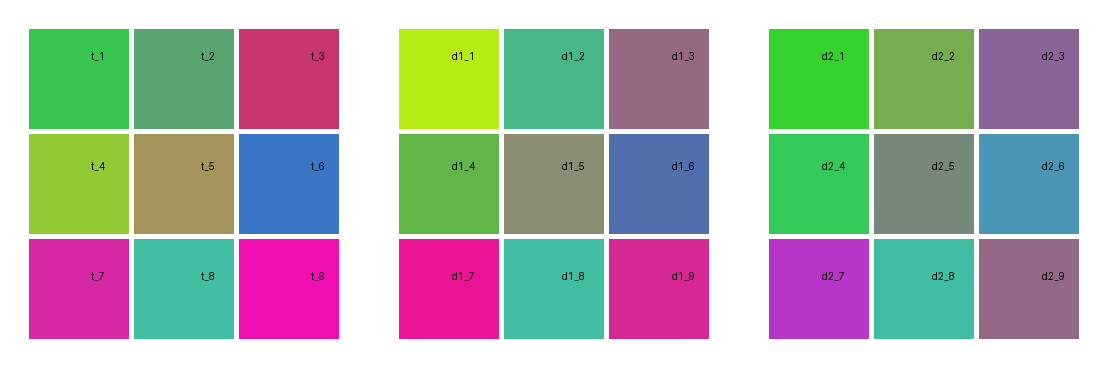 t_1 t_2 t_3 d1_1 d1_2 d1_3 d2_1 d2_2 d2_3
t_4 t_5 t_6 d1_4 d1_5 d1_6 d2_4 d2_5 d2_6
t_7 t_8 t_9 d1_7 d1_8 d1_9 d2_7 d2_8 d2_9